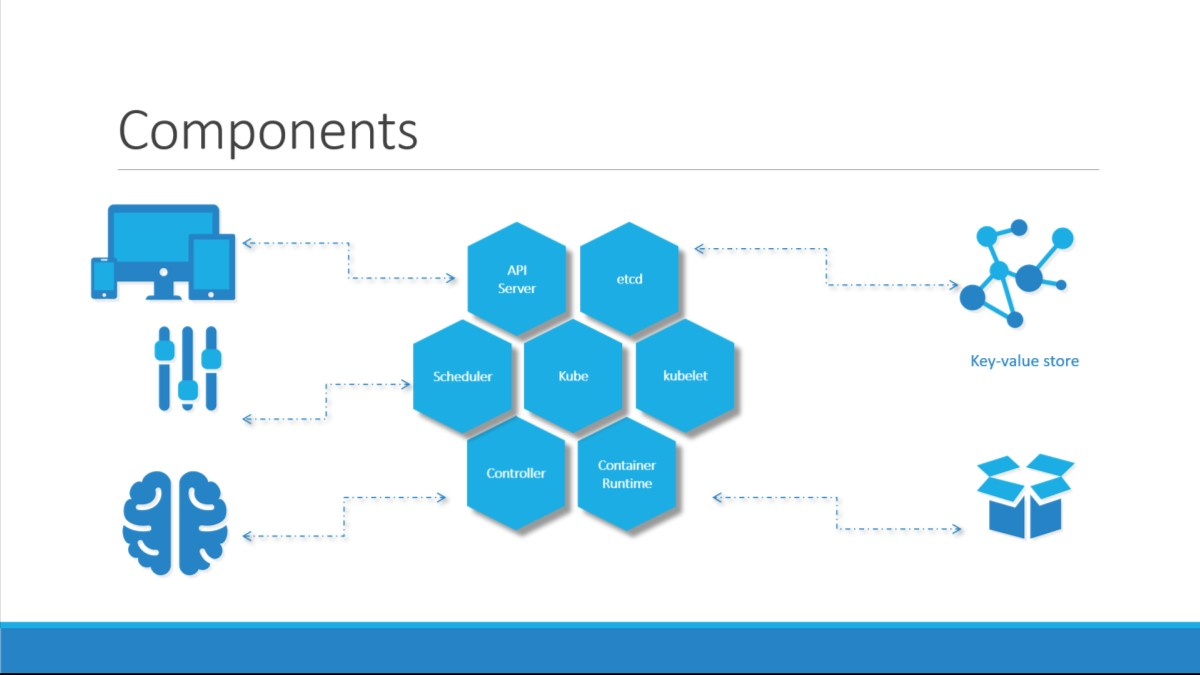 Components
API
Server
etcd
Scheduler
Kube
kubelet
Key-value store
Controller
Container
Runtime